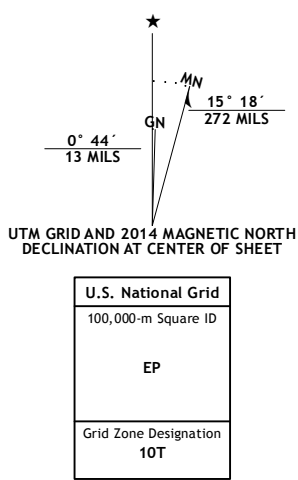 MN
GN
15° 18´
272 MILS
0° 44´
13 MILS
UTM GRID AND 2014 MAGNETIC NORTH
DECLINATION AT CENTER OF SHEET
U.S. National Grid
100,000-m Square ID
EP
Grid Zone Designation
10T